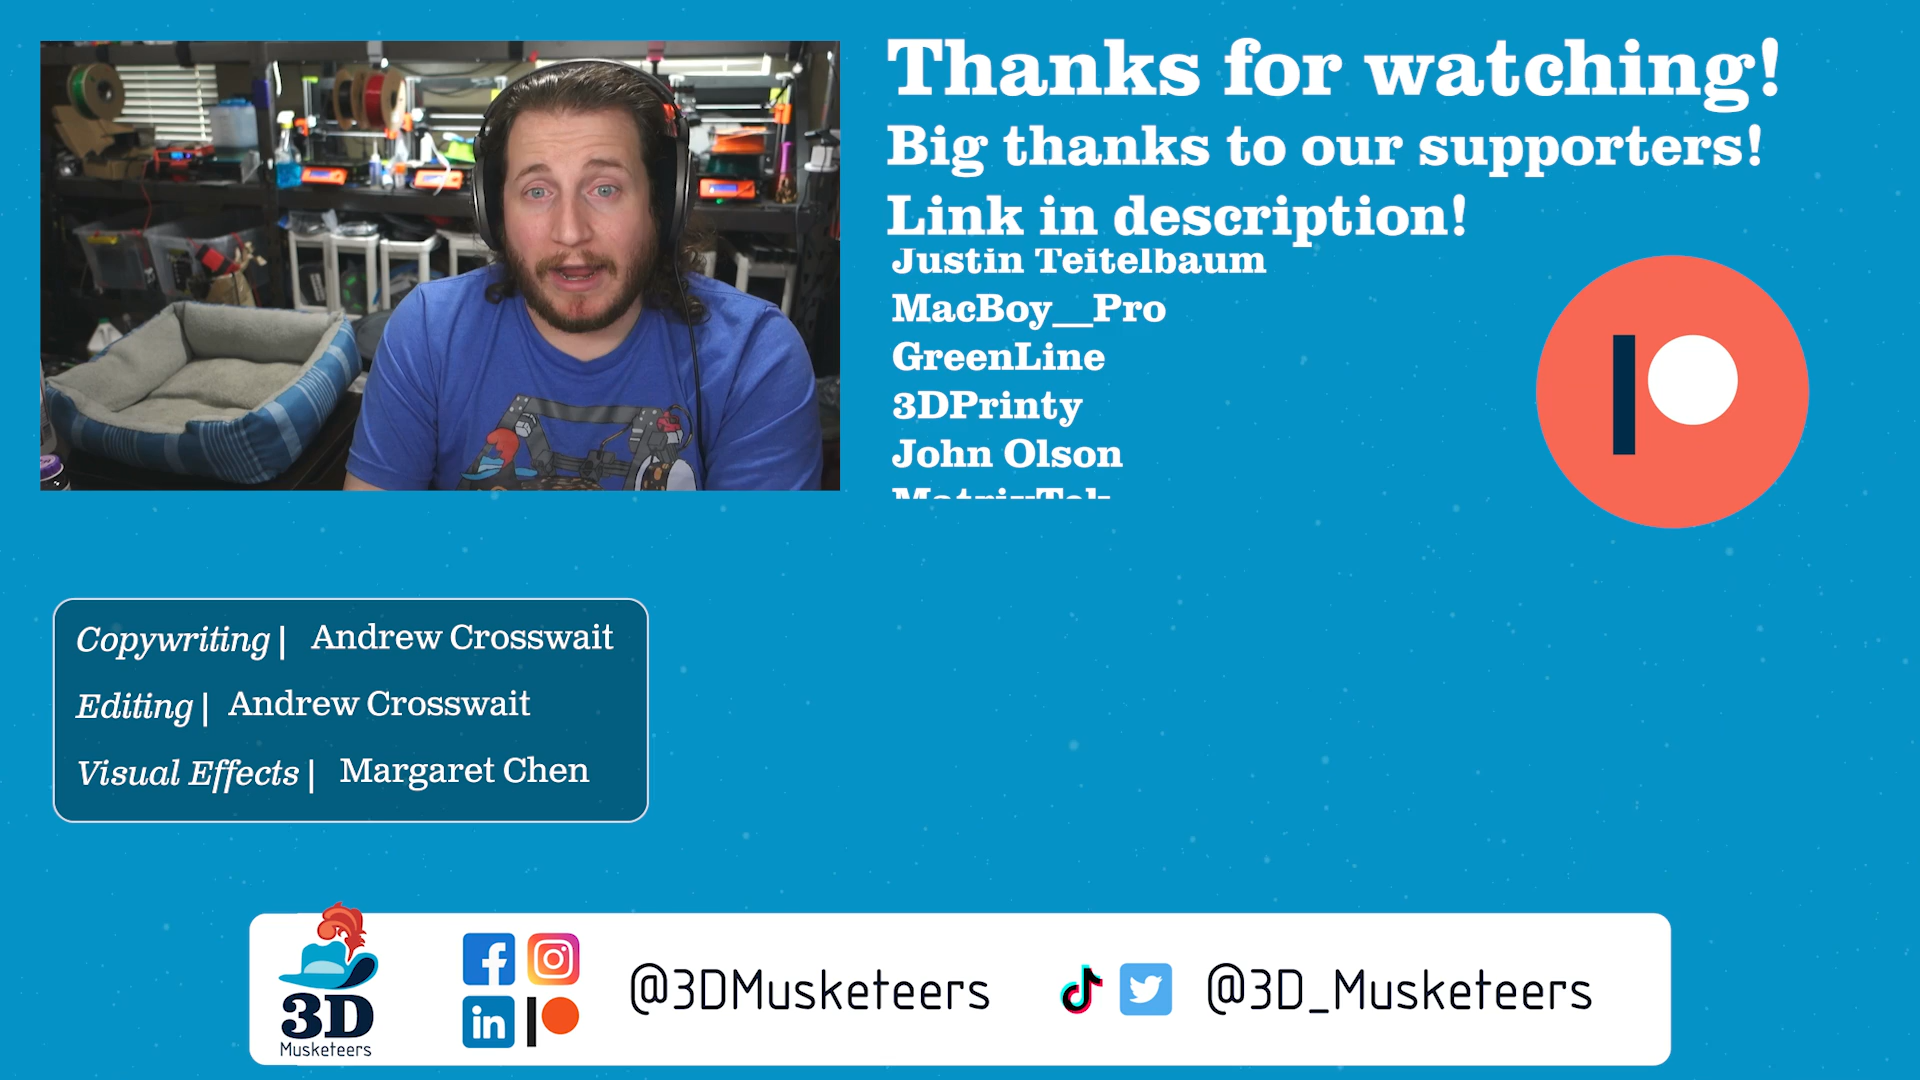 Thanks for watching!
Big thanks to our supporters!
Link in description!
Justin Teitelbaum
MacBoy__Pro
GreenLine
3DPrinty
John Olson
MatrixTek
Copywriting | Andrew Crosswait
Editing | Andrew Crosswait
Visual Effects | Margaret Chen
3D
Musketeers
@3DMusketeers
@3D_Musketeers